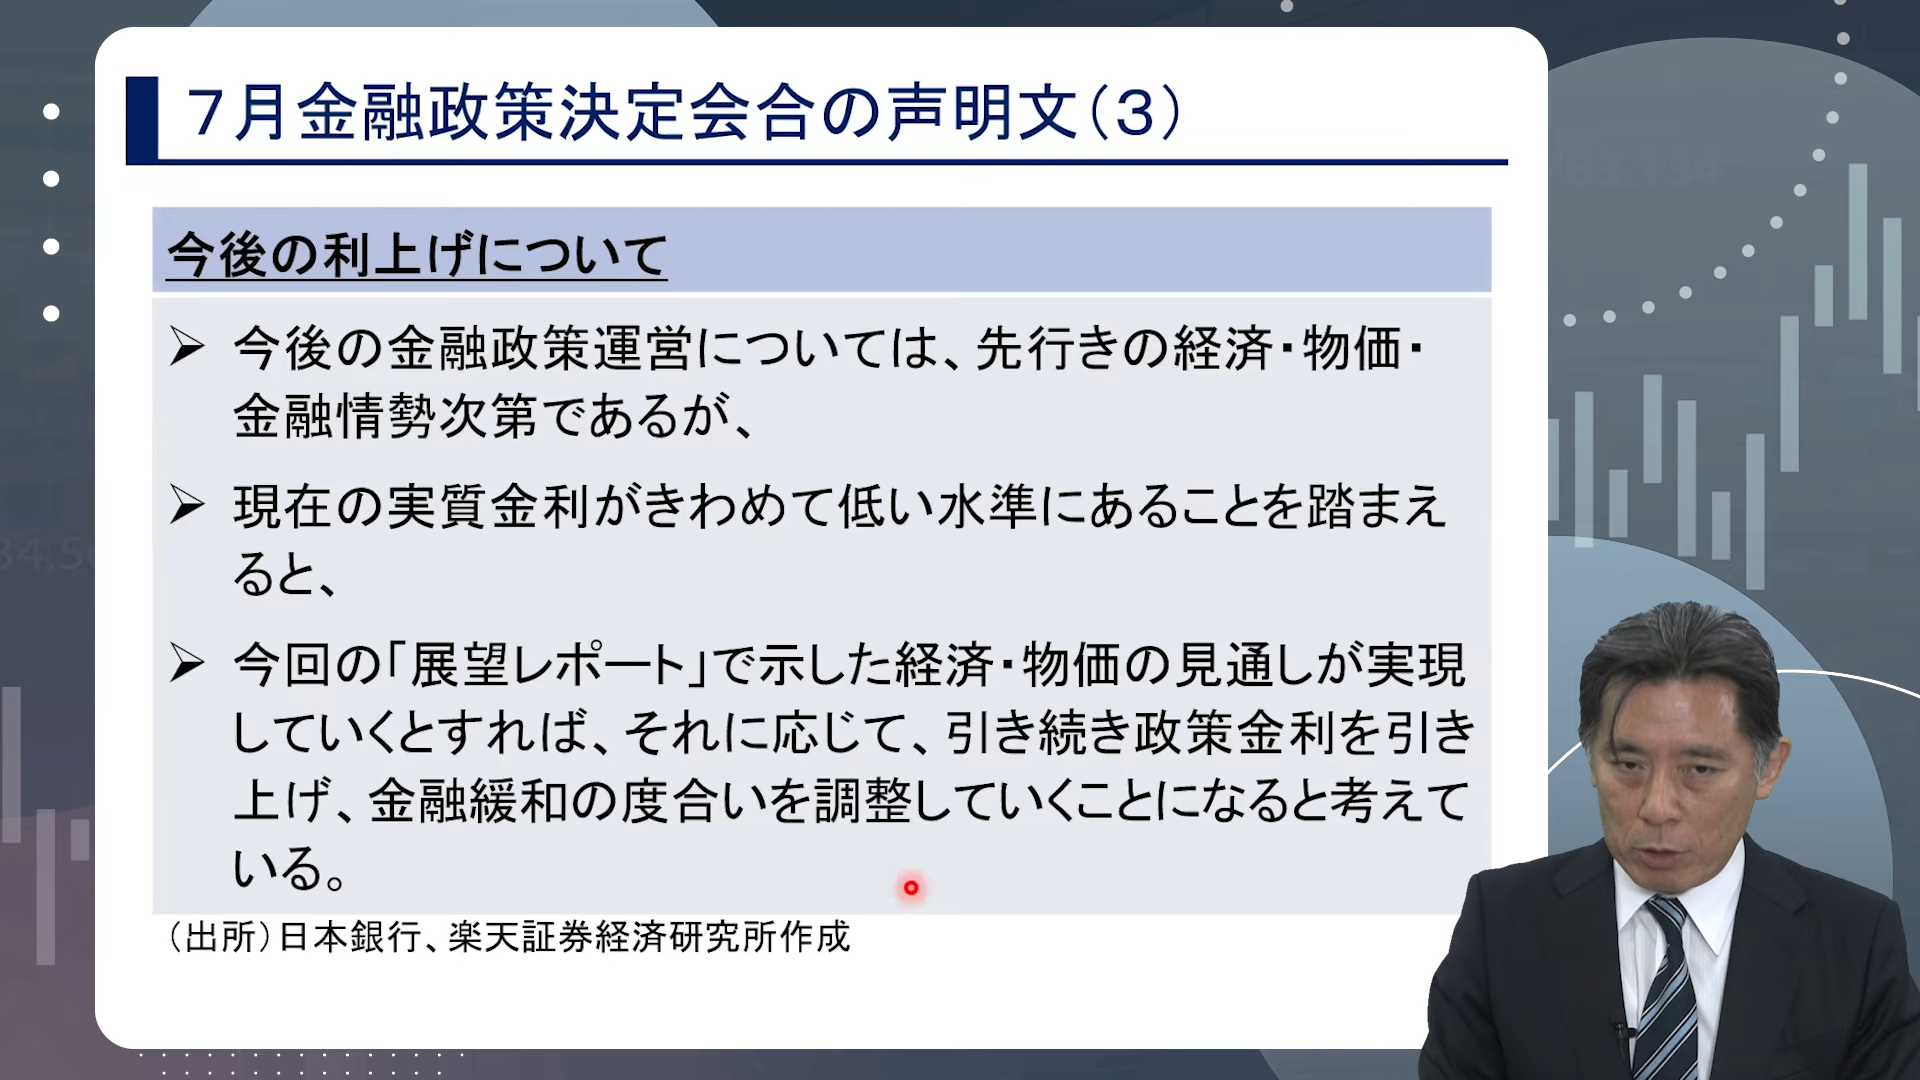 ７月金融政策決定会合の声明文（３）
今後の利上げについて
➢ 今後の金融政策運営については、先行きの経済・物価・
金融情勢次第であるが、
➢ 現在の実質金利がきわめて低い水準にあることを踏まえ
ると、
➢ 今回の「展望レポート」で示した経済・物価の見通しが実現
していくとすれば、それに応じて、引き続き政策金利を引き
上げ、金融緩和の度合いを調整していくことになると考えて
いる。
（出所）日本銀行、楽天証券経済研究所作成